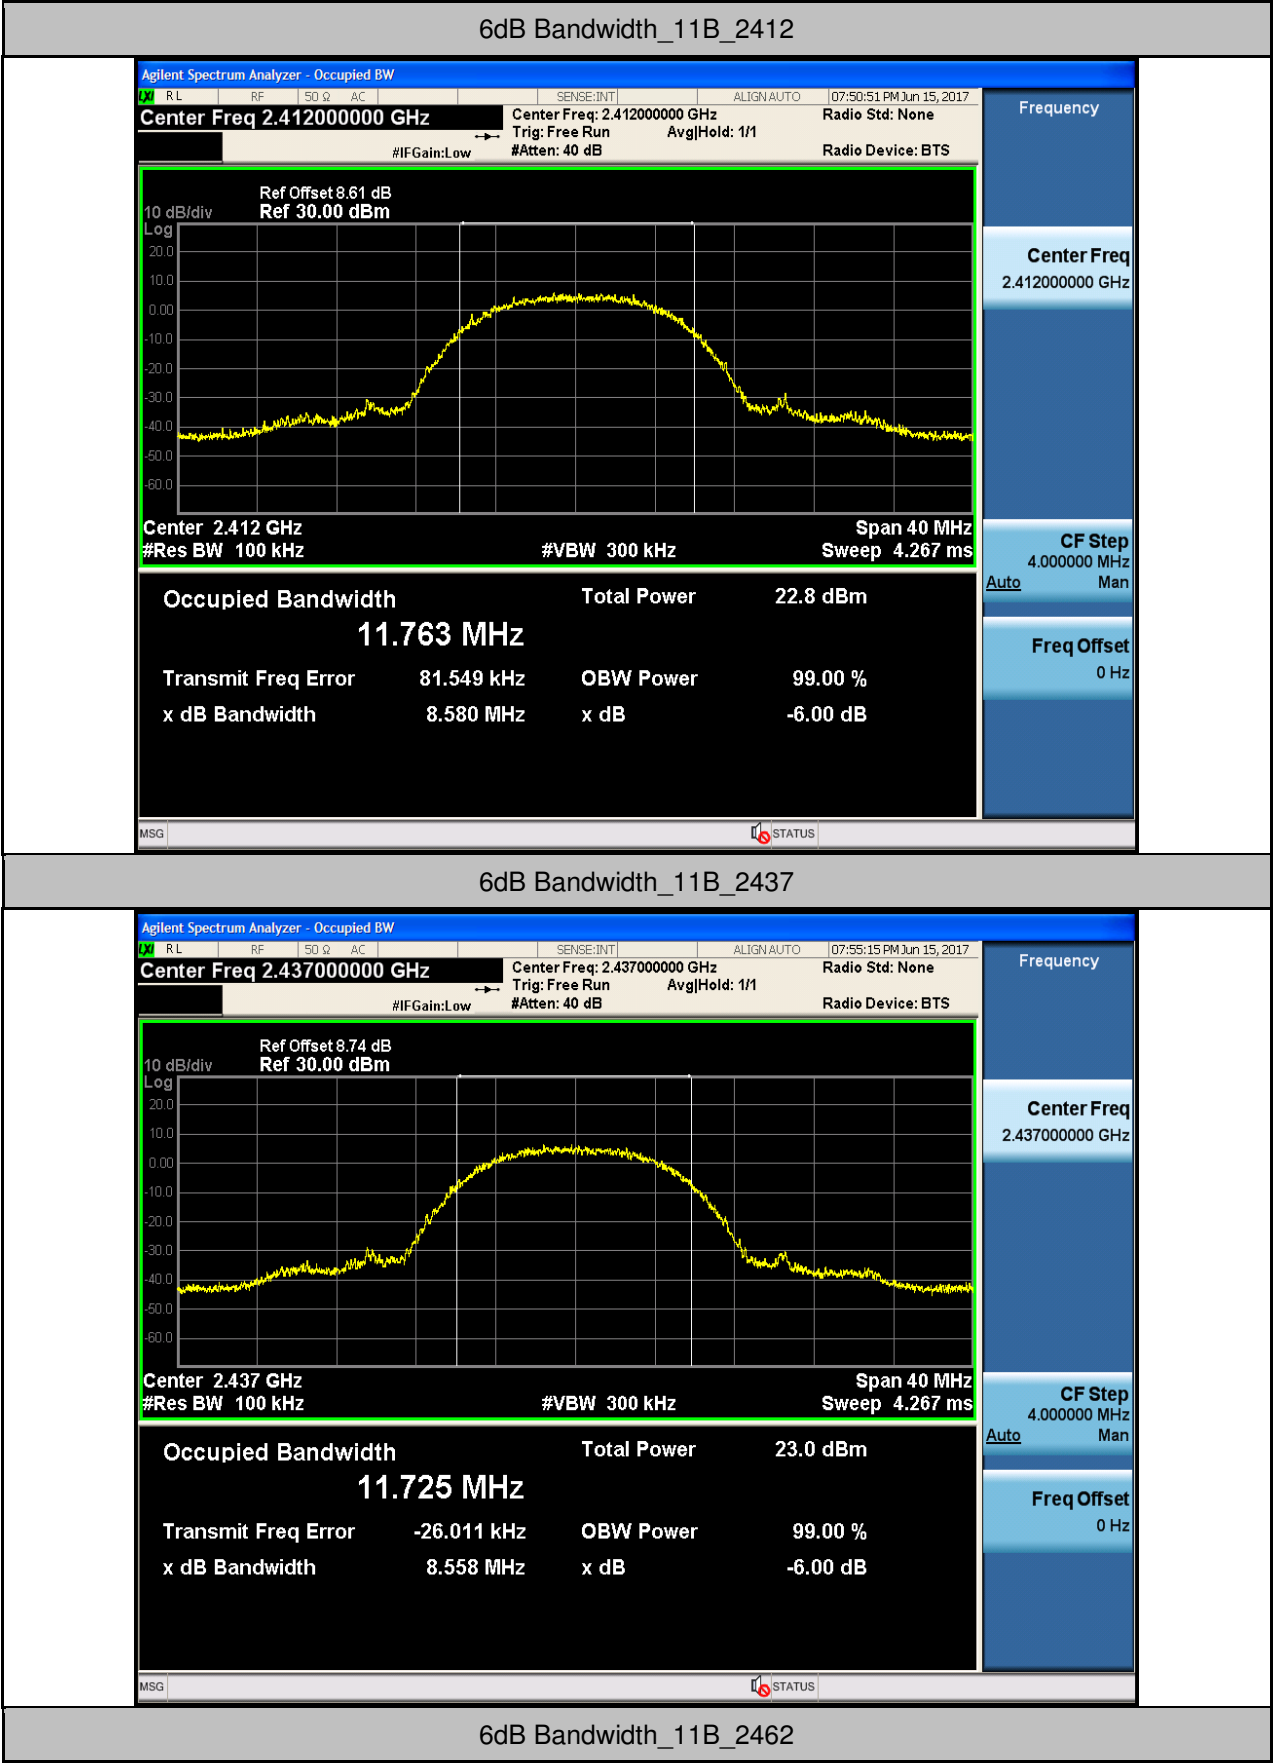 6dB Bandwidth_11B_2412
Agilent Spectrum Analyzer - Occupied BW
LXI RL RF 50 Ω AC SENSE:INT ALIGN AUTO 07:50:51 PM Jun 15, 2017
Center Freq 2.412000000 GHz Center Freq: 2.412000000 GHz Radio Std: None Frequency
Trig: Free Run Avg|Hold: 1/1
#IFGain:Low #Atten: 40 dB Radio Device: BTS
Ref Offset 8.61 dB
10 dB/div Ref 30.00 dBm
Log
20.0
10.0
0.00
-10.0
-20.0
-30.0
-40.0
-50.0
-60.0
Center Freq
2.412000000 GHz
Center 2.412 GHz Span 40 MHz
#Res BW 100 kHz #VBW 300 kHz Sweep 4.267 ms
CF Step
4.000000 MHz
Auto Man
Occupied Bandwidth Total Power 22.8 dBm
11.763 MHz
Freq Offset
0 Hz
Transmit Freq Error 81.549 kHz OBW Power 99.00 %
x dB Bandwidth 8.580 MHz x dB -6.00 dB
MSG STATUS
6dB Bandwidth_11B_2437
Agilent Spectrum Analyzer - Occupied BW
LXI RL RF 50 Ω AC SENSE:INT ALIGN AUTO 07:55:15 PM Jun 15, 2017
Center Freq 2.437000000 GHz Center Freq: 2.437000000 GHz Radio Std: None Frequency
Trig: Free Run Avg|Hold: 1/1
#IFGain:Low #Atten: 40 dB Radio Device: BTS
Ref Offset 8.74 dB
10 dB/div Ref 30.00 dBm
Log
20.0
10.0
0.00
-10.0
-20.0
-30.0
-40.0
-50.0
-60.0
Center Freq
2.437000000 GHz
Center 2.437 GHz Span 40 MHz
#Res BW 100 kHz #VBW 300 kHz Sweep 4.267 ms
CF Step
4.000000 MHz
Auto Man
Occupied Bandwidth Total Power 23.0 dBm
11.725 MHz
Freq Offset
0 Hz
Transmit Freq Error -26.011 kHz OBW Power 99.00 %
x dB Bandwidth 8.558 MHz x dB -6.00 dB
MSG STATUS
6dB Bandwidth_11B_2462